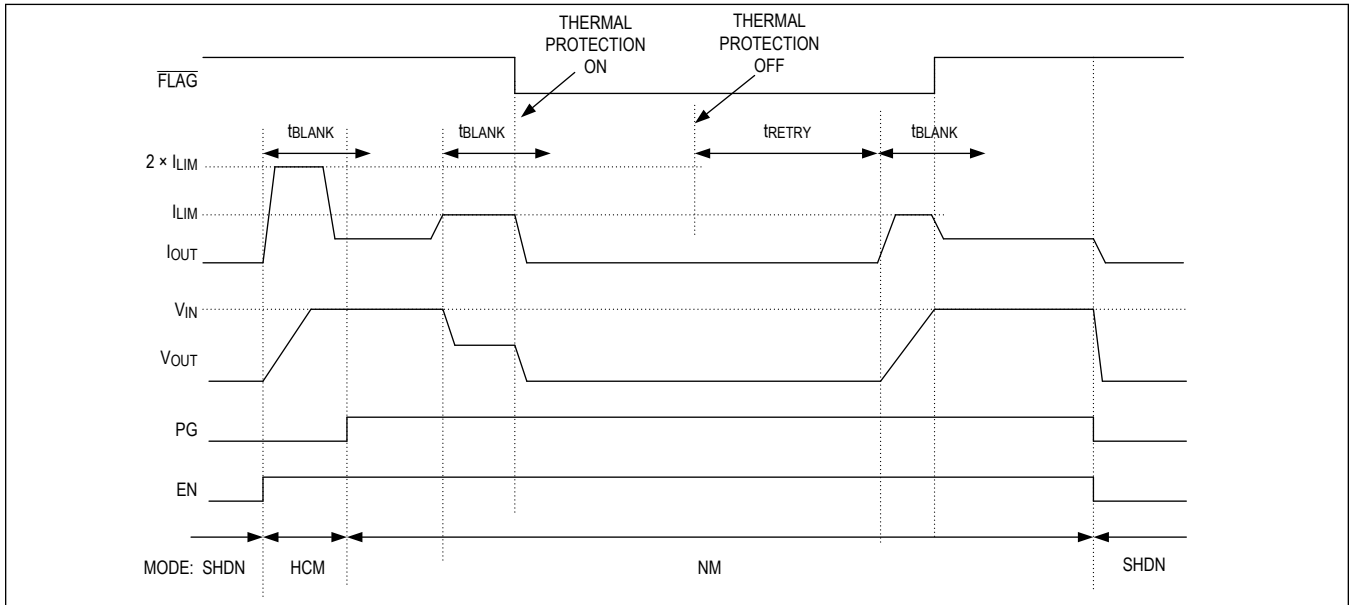 THERMAL
PROTECTION
ON
THERMAL
PROTECTION
OFF
FLAG
tBLANK
tBLANK
tRETRY
tBLANK
2 × ILIM
ILIM
IOUT
VIN
VOUT
PG
EN
MODE: SHDN HCM NM SHDN